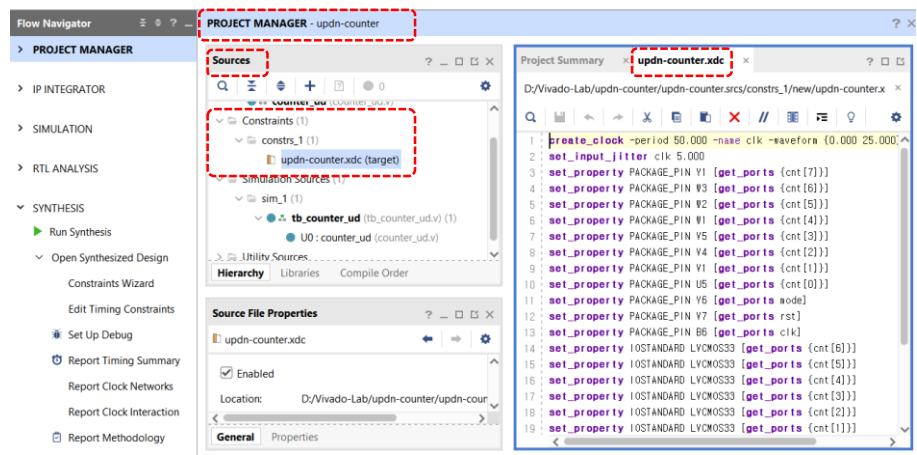 Flow Navigator
PROJECT MANAGER - updn-counter
PROJECT MANAGER
IP INTEGRATOR
SIMULATION
RTL ANALYSIS
SYNTHESIS
Run Synthesis
Open Synthesized Design
Constraints Wizard
Edit Timing Constraints
Set Up Debug
Report Timing Summary
Report Clock Networks
Report Clock Interaction
Report Methodology
Sources
0
counter_ud (counter_ud.v)
Constraints (1)
constrs_1 (1)
updn-counter.xdc (target)
Simulation Sources (1)
sim_1 (1)
tb_counter_ud (tb_counter_ud.v) (1)
U0 : counter_ud (counter_ud.v)
Utility Sources
Hierarchy Libraries Compile Order
Source File Properties
updn-counter.xdc
Enabled
Location: D:/Vivado-Lab/updn-counter/updn-coun
General Properties
Project Summary × updn-counter.xdc ×
D:/Vivado-Lab/updn-counter/updn-counter.srcs/constrs_1/new/updn-counter.x
1 create_clock -period 50.000 -name clk -waveform {0.000 25.000}
2 set_input_jitter clk 5.000
3 set_property PACKAGE_PIN Y1 [get_ports {cnt[7]}]
4 set_property PACKAGE_PIN W3 [get_ports {cnt[6]}]
5 set_property PACKAGE_PIN W2 [get_ports {cnt[5]}]
6 set_property PACKAGE_PIN W1 [get_ports {cnt[4]}]
7 set_property PACKAGE_PIN V5 [get_ports {cnt[3]}]
8 set_property PACKAGE_PIN V4 [get_ports {cnt[2]}]
9 set_property PACKAGE_PIN V1 [get_ports {cnt[1]}]
10 set_property PACKAGE_PIN U5 [get_ports {cnt[0]}]
11 set_property PACKAGE_PIN Y6 [get_ports mode]
12 set_property PACKAGE_PIN Y7 [get_ports rst]
13 set_property PACKAGE_PIN B6 [get_ports clk]
14 set_property IOSTANDARD LVCMOS33 [get_ports {cnt[6]}]
15 set_property IOSTANDARD LVCMOS33 [get_ports {cnt[5]}]
16 set_property IOSTANDARD LVCMOS33 [get_ports {cnt[4]}]
17 set_property IOSTANDARD LVCMOS33 [get_ports {cnt[3]}]
18 set_property IOSTANDARD LVCMOS33 [get_ports {cnt[2]}]
19 set_property IOSTANDARD LVCMOS33 [get_ports {cnt[1]}]